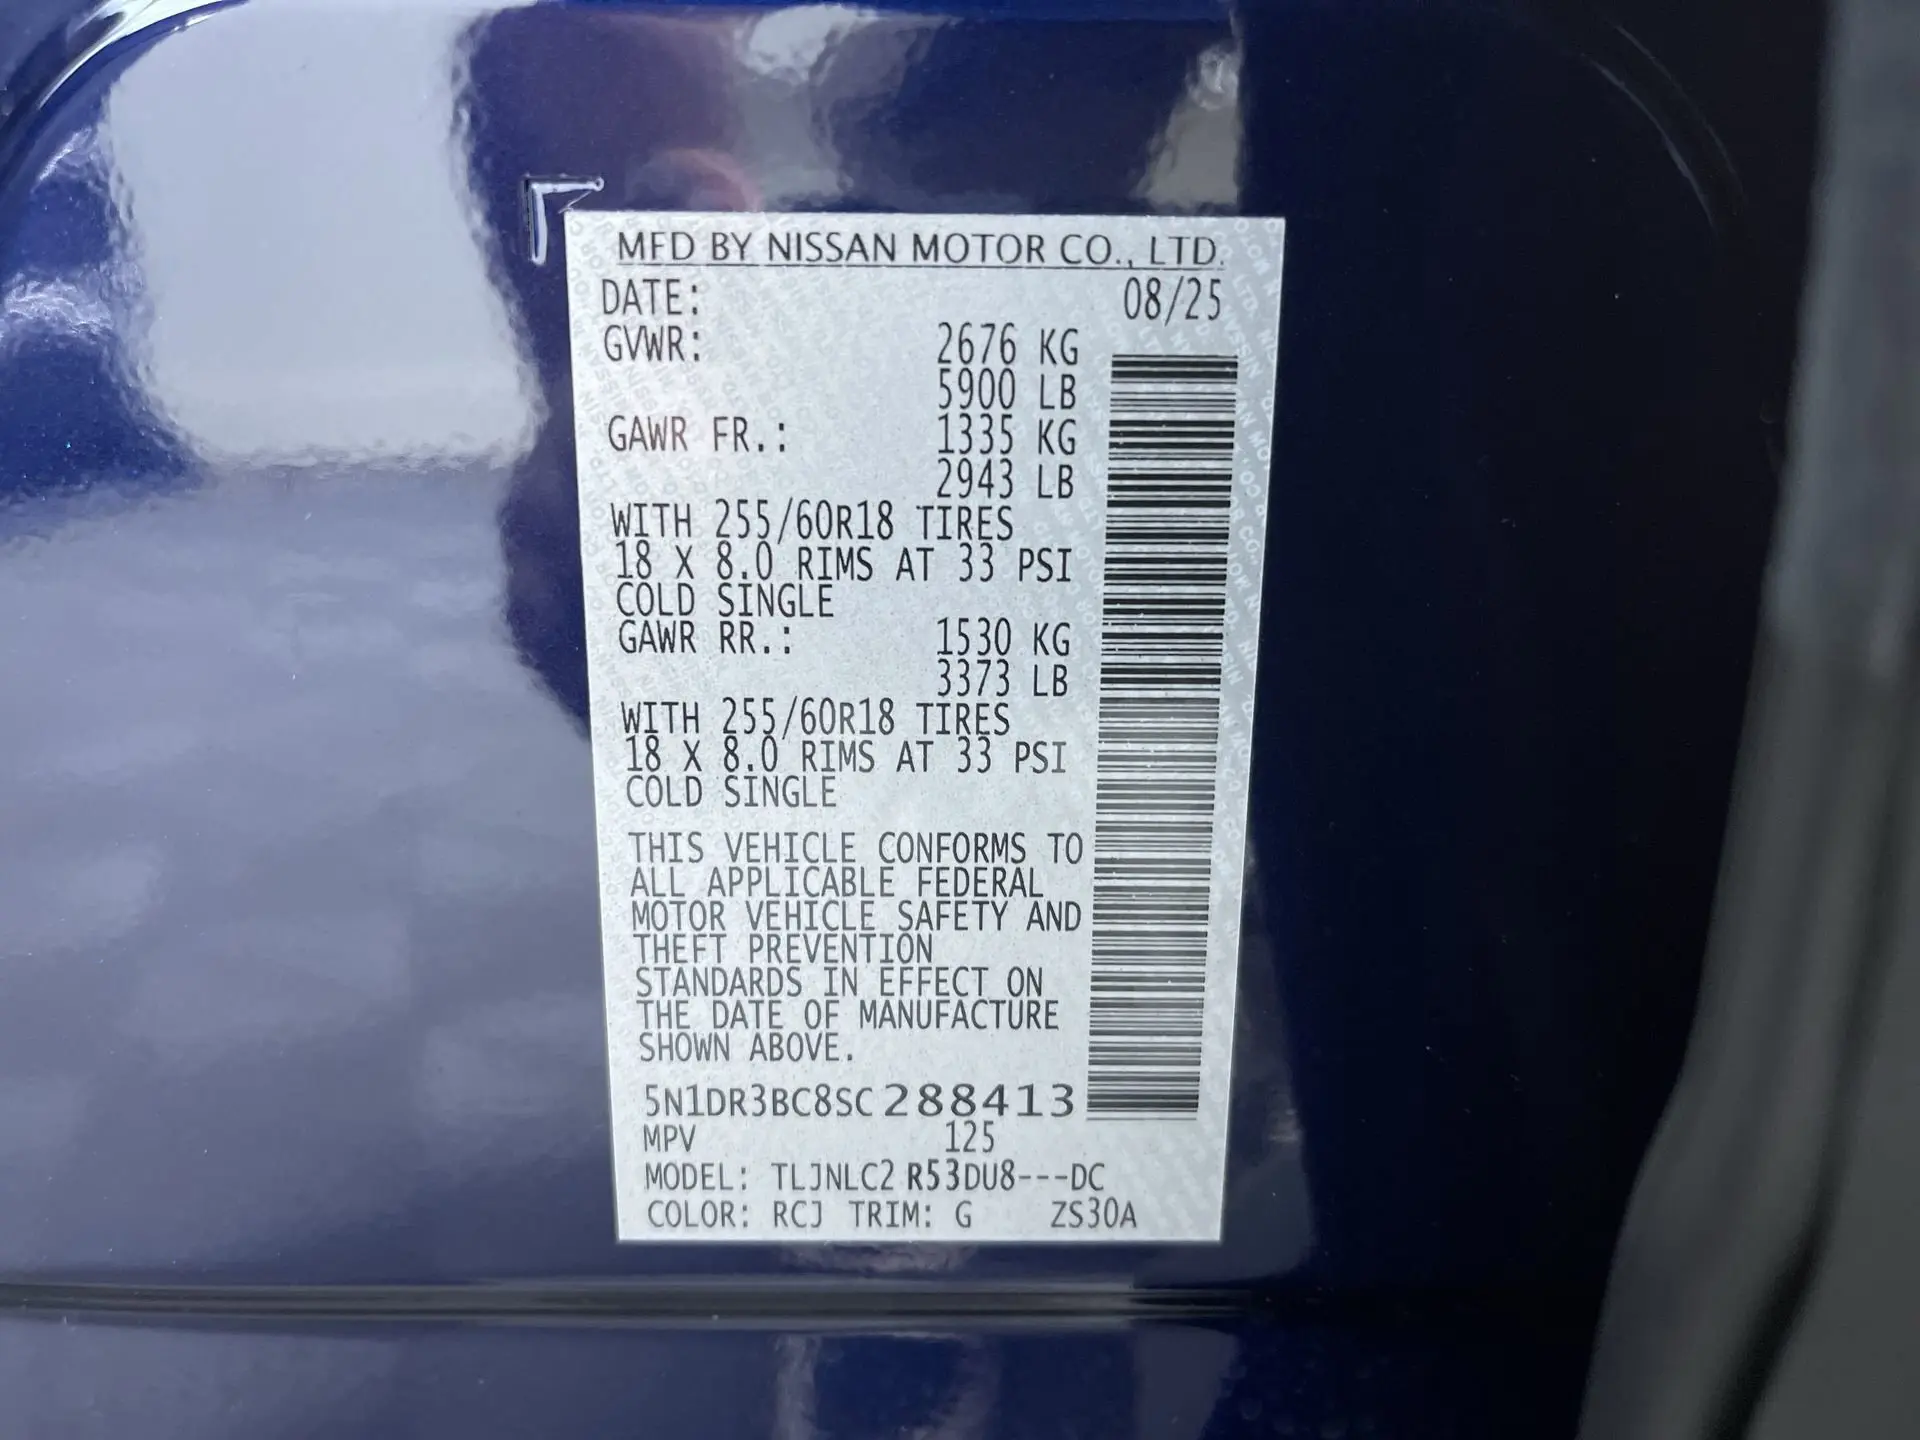 MFD BY NISSAN MOTOR CO., LTD.
DATE: 08/25
GVWR: 2676 KG
5900 LB
GAWR FR.: 1335 KG
2943 LB
WITH 255/60R18 TIRES
18 X 8.0 RIMS AT 33 PSI
COLD SINGLE
GAWR RR.: 1530 KG
3373 LB
WITH 255/60R18 TIRES
18 X 8.0 RIMS AT 33 PSI
COLD SINGLE
THIS VEHICLE CONFORMS TO
ALL APPLICABLE FEDERAL
MOTOR VEHICLE SAFETY AND
THEFT PREVENTION
STANDARDS IN EFFECT ON
THE DATE OF MANUFACTURE
SHOWN ABOVE.
5N1DR3BC8SC288413
MPV 125
MODEL: TLJNLC2 R53DU8---DC
COLOR: RCJ TRIM: G ZS30A